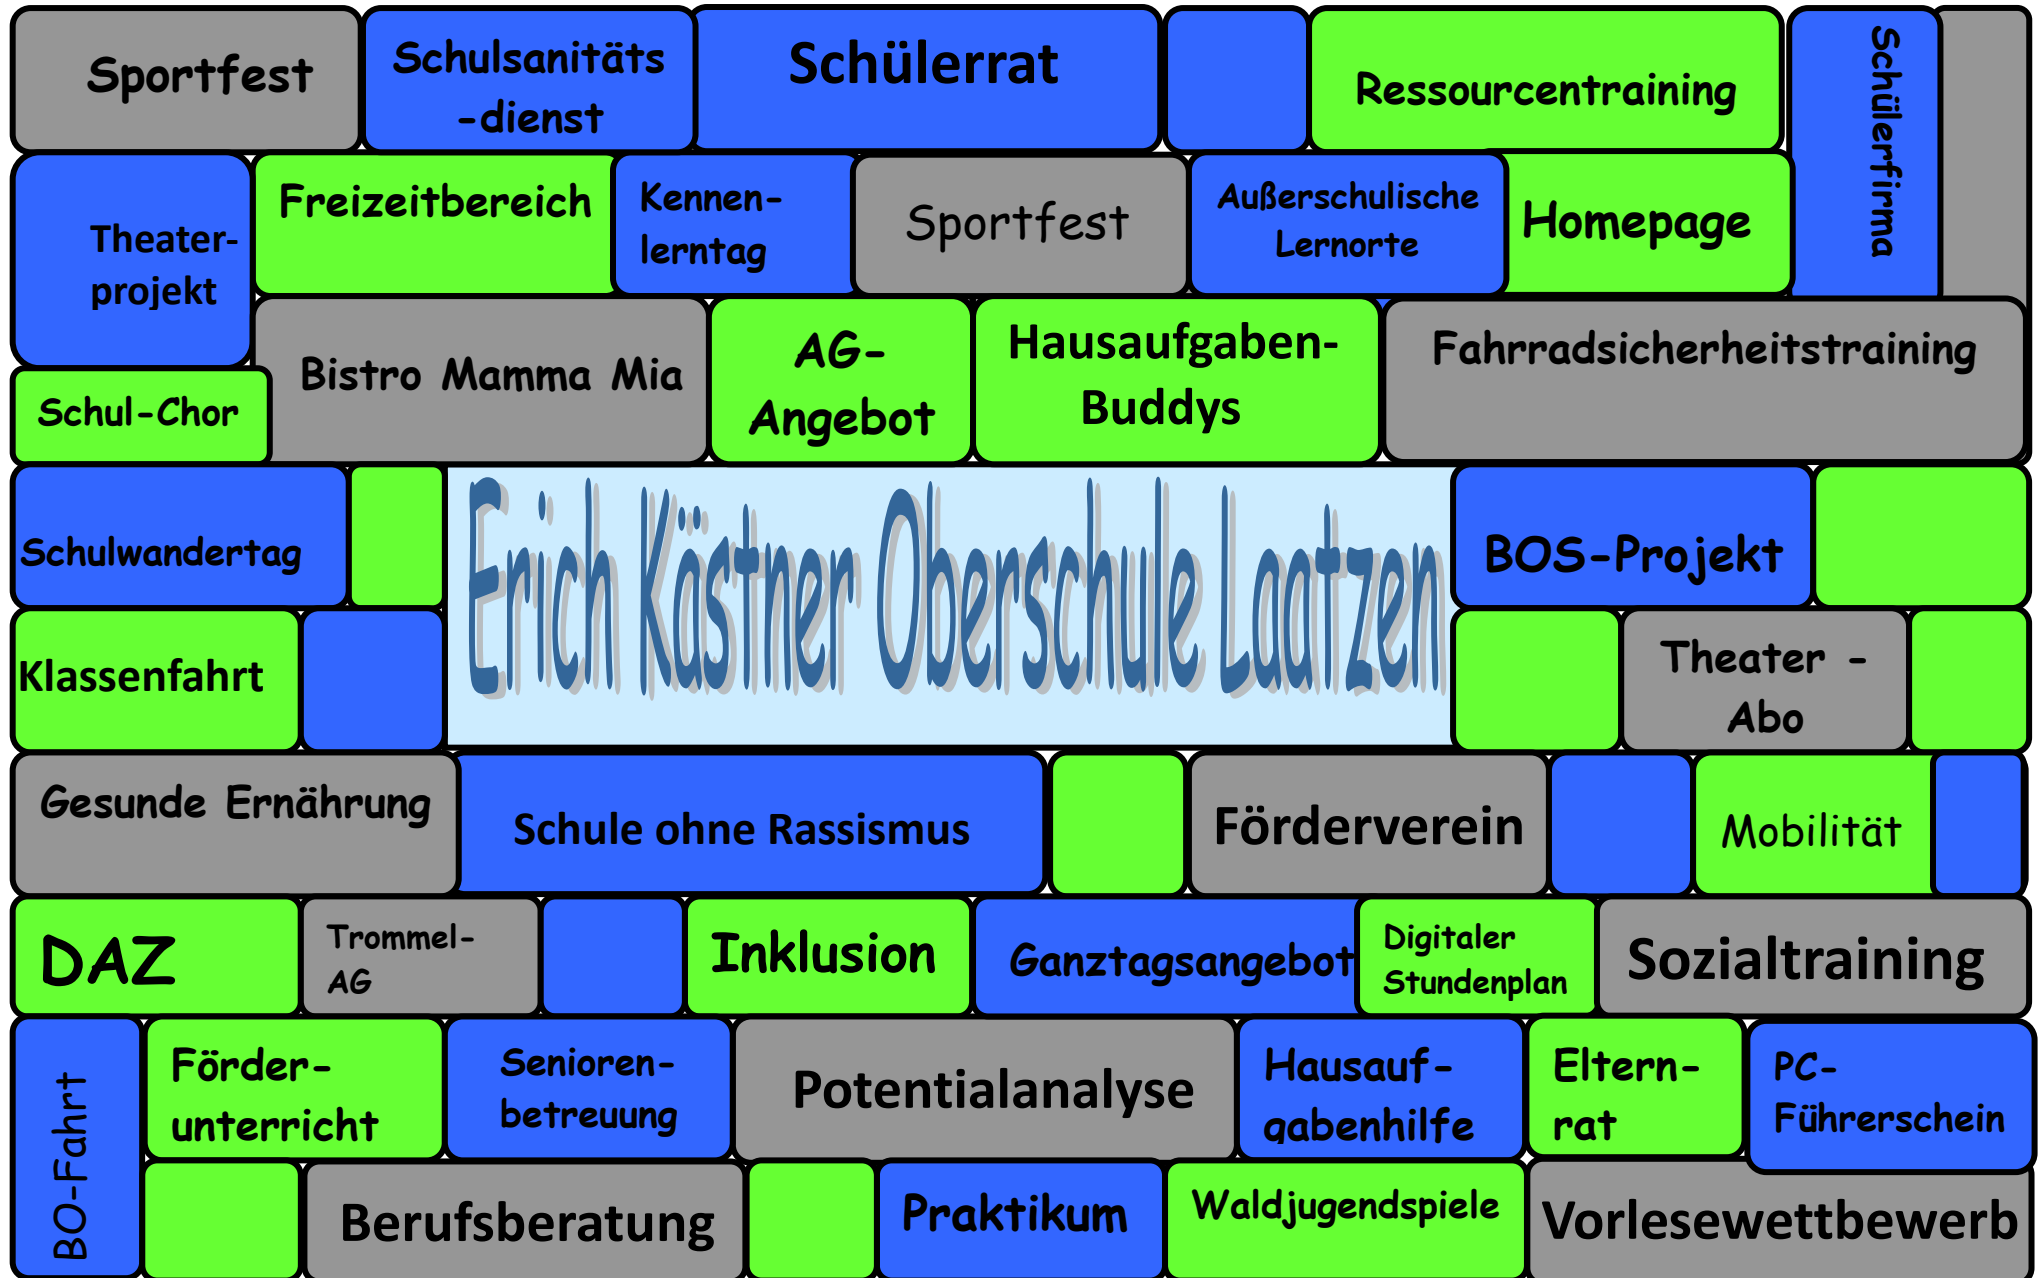 Sportfest
Schulsanitäts
-dienst
Schülerrat
Ressourcentraining
Schülerfirma
Theater-
projekt
Freizeitbereich
Kennen-
lerntag
Sportfest
Außerschulische
Lernorte
Homepage
Bistro Mamma Mia
AG-
Angebot
Hausaufgaben-
Buddys
Fahrradsicherheitstraining
Schul-Chor
Schulwandertag
Erich Kästner Oberschule Laatzen
BOS-Projekt
Klassenfahrt
Theater -
Abo
Gesunde Ernährung
Schule ohne Rassismus
Förderverein
Mobilität
DAZ
Trommel-
AG
Inklusion
Ganztagsangebot
Digitaler
Stundenplan
Sozialtraining
BO-Fahrt
Förder-
unterricht
Senioren-
betreuung
Potentialanalyse
Hausauf-
gabenhilfe
Eltern-
rat
PC-
Führerschein
Berufsberatung
Praktikum
Waldjugendspiele
Vorlesewettbewerb